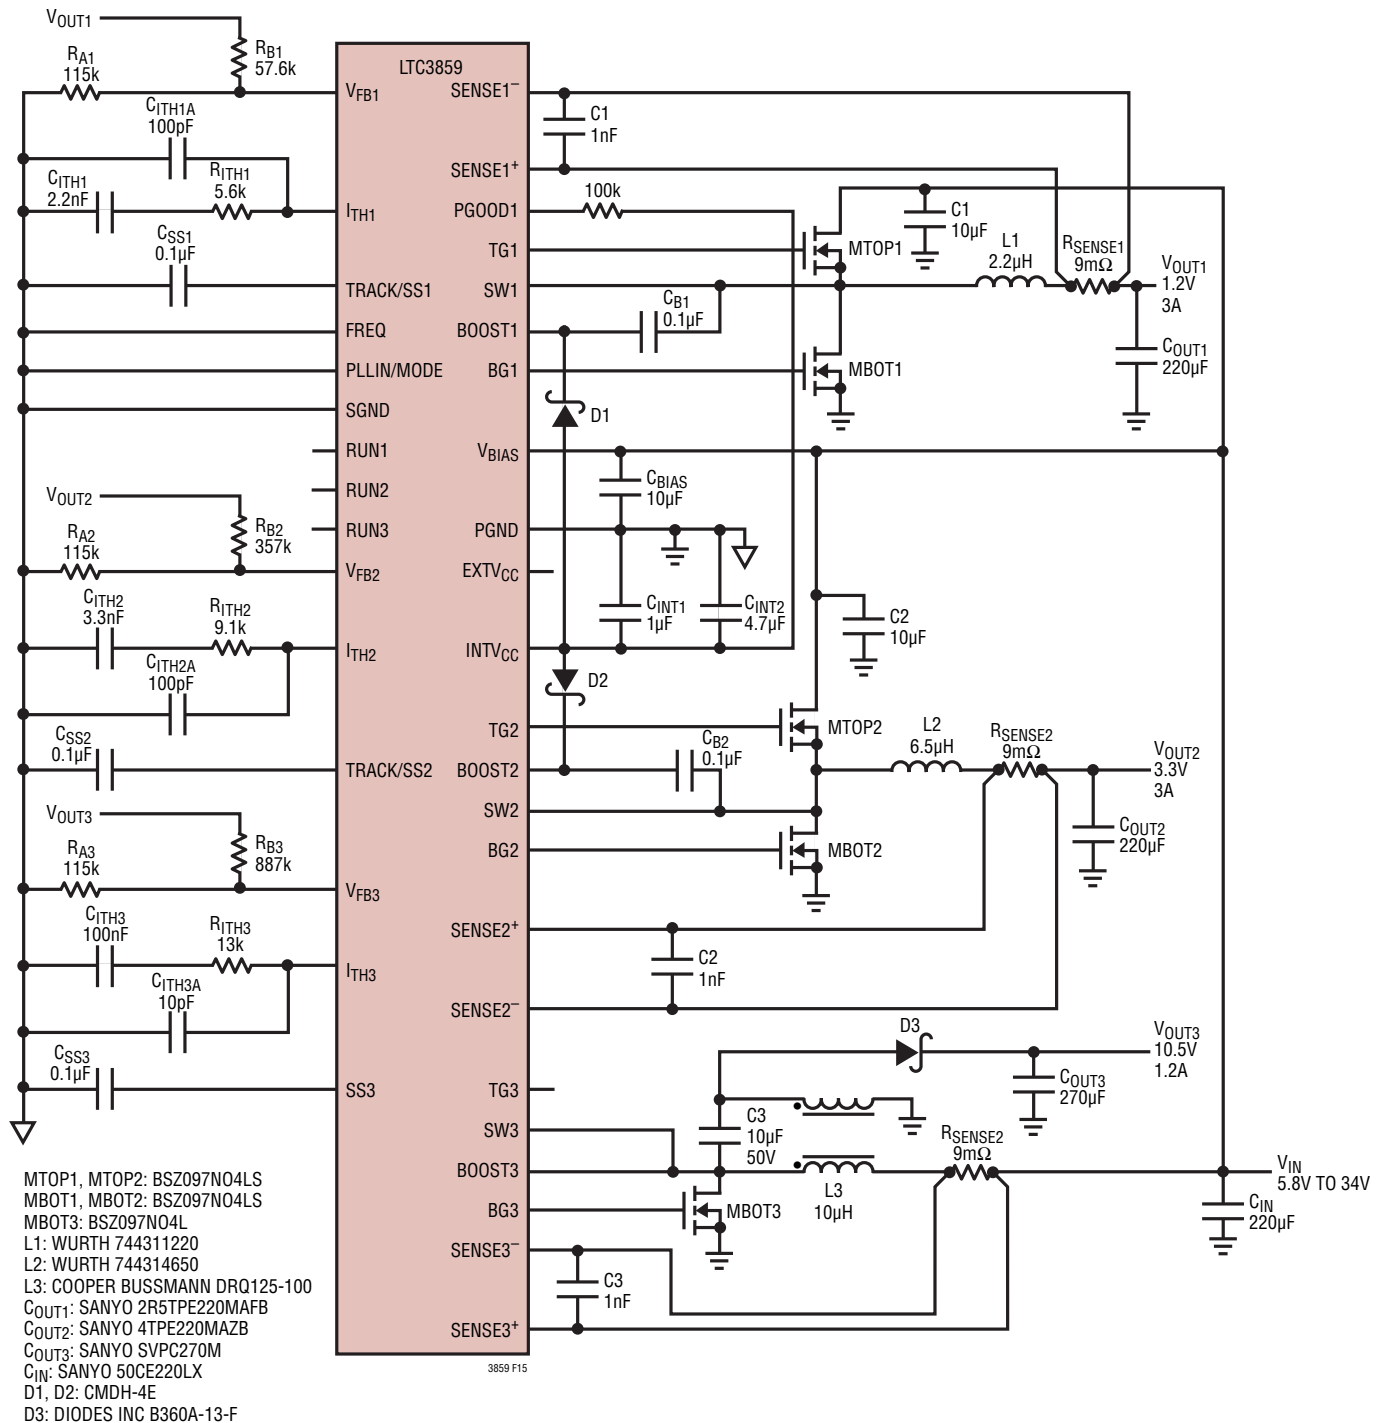 VOUT1
RA1
115k
RB1
57.6k
CITH1A
100pF
CITH1
2.2nF
RITH1
5.6k
CSS1
0.1µF
VOUT2
RA2
115k
RB2
357k
CITH2
3.3nF
RITH2
9.1k
CITH2A
100pF
CSS2
0.1µF
VOUT3
RA3
115k
RB3
887k
CITH3
100nF
RITH3
13k
CITH3A
10pF
CSS3
0.1µF
LTC3859
VFB1
ITH1
TRACK/SS1
FREQ
PLLIN/MODE
SGND
RUN1
RUN2
RUN3
VFB2
ITH2
TRACK/SS2
VFB3
ITH3
SS3
SENSE1–
SENSE1+
PGOOD1
TG1
SW1
BOOST1
BG1
VBIAS
PGND
EXTVCC
INTVCC
TG2
BOOST2
SW2
BG2
SENSE2+
SENSE2–
TG3
SW3
BOOST3
BG3
SENSE3–
SENSE3+
C1
1nF
100k
C1
10µF
MTOP1
L1
2.2µH
RSENSE1
9mΩ
VOUT1
1.2V
3A
CB1
0.1µF
MBOT1
COUT1
220µF
D1
CBIAS
10µF
CINT1
1µF
CINT2
4.7µF
C2
10µF
D2
MTOP2
L2
6.5µH
RSENSE2
9mΩ
VOUT2
3.3V
3A
CB2
0.1µF
MBOT2
COUT2
220µF
C2
1nF
D3
VOUT3
10.5V
1.2A
COUT3
270µF
C3
10µF
50V
RSENSE2
9mΩ
L3
10µH
MBOT3
VIN
5.8V TO 34V
CIN
220µF
C3
1nF
3859 F15
MTOP1, MTOP2: BSZ097NO4LS
MBOT1, MBOT2: BSZ097NO4LS
MBOT3: BSZ097NO4L
L1: WURTH 744311220
L2: WURTH 744314650
L3: COOPER BUSSMANN DRQ125-100
COUT1: SANYO 2R5TPE220MAFB
COUT2: SANYO 4TPE220MAZB
COUT3: SANYO SVPC270M
CIN: SANYO 50CE220LX
D1, D2: CMDH-4E
D3: DIODES INC B360A-13-F